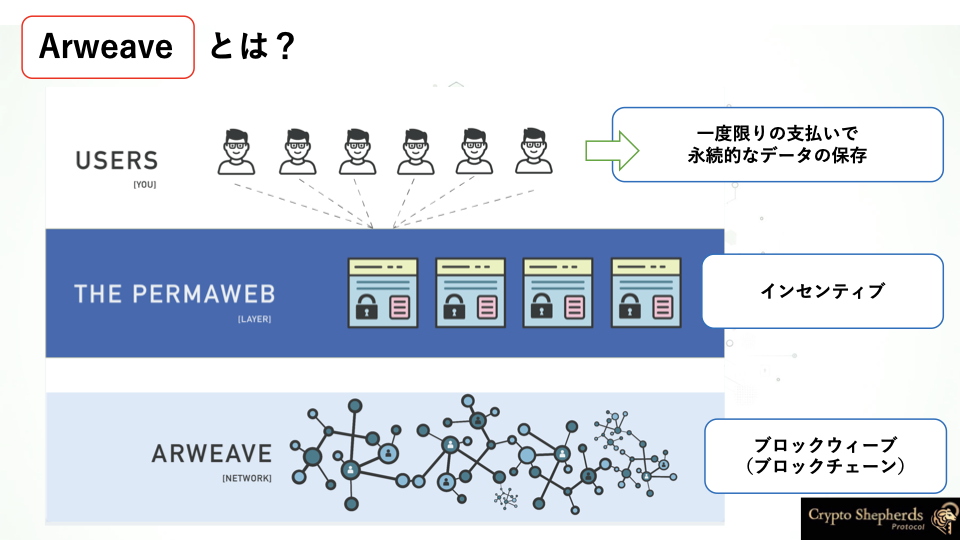 Arweave とは？
USERS
[YOU]
一度限りの支払いで
永続的なデータの保存
THE PERMAWEB
[LAYER]
インセンティブ
ARWEAVE
[NETWORK]
ブロックウィーブ
（ブロックチェーン）
Crypto Shepherds
Protocol